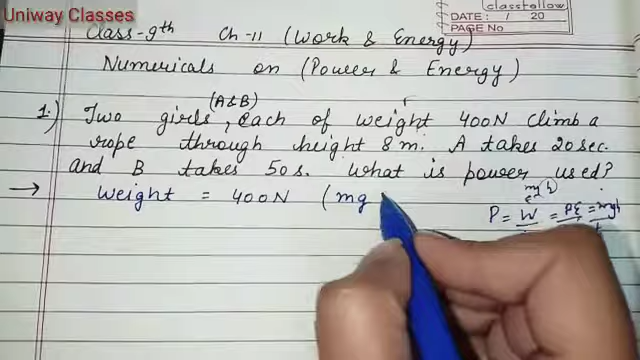 Uniway Classes
classfellow
DATE: / 20
PAGE No
Class-9th Ch-11 (Work & Energy)
Numericals on (Power & Energy)
(A&B)
1.) Two girls, each of weight 400N climb a
rope through height 8m. A takes 20sec.
and B takes 50s. What is power used?
→ Weight = 400N (mg
P = W = PE = mgh